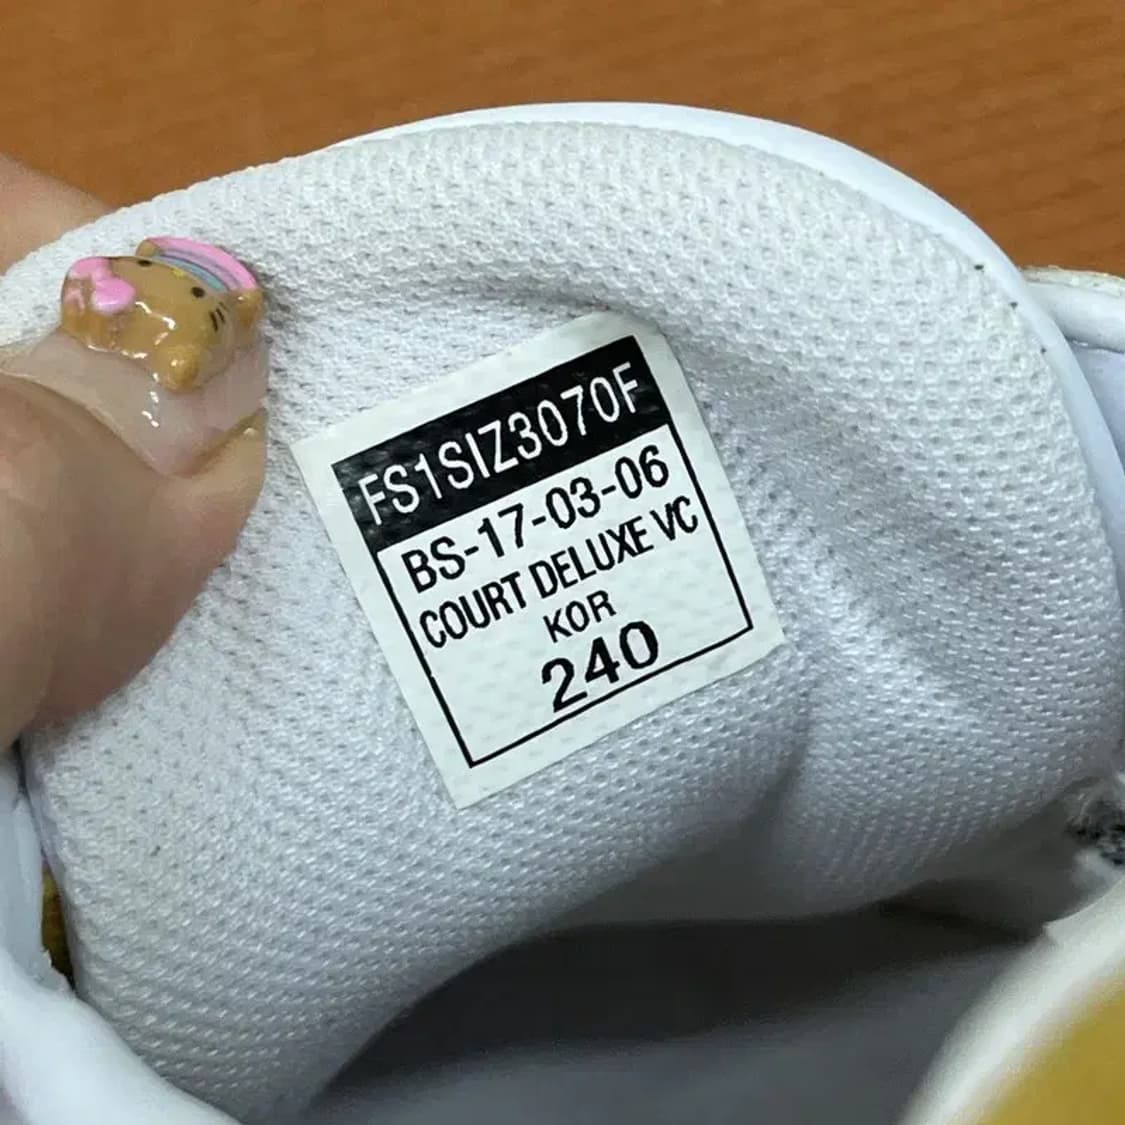 FS1SIZ3070F
BS-17-03-06
COURT DELUXE VC
KOR
240